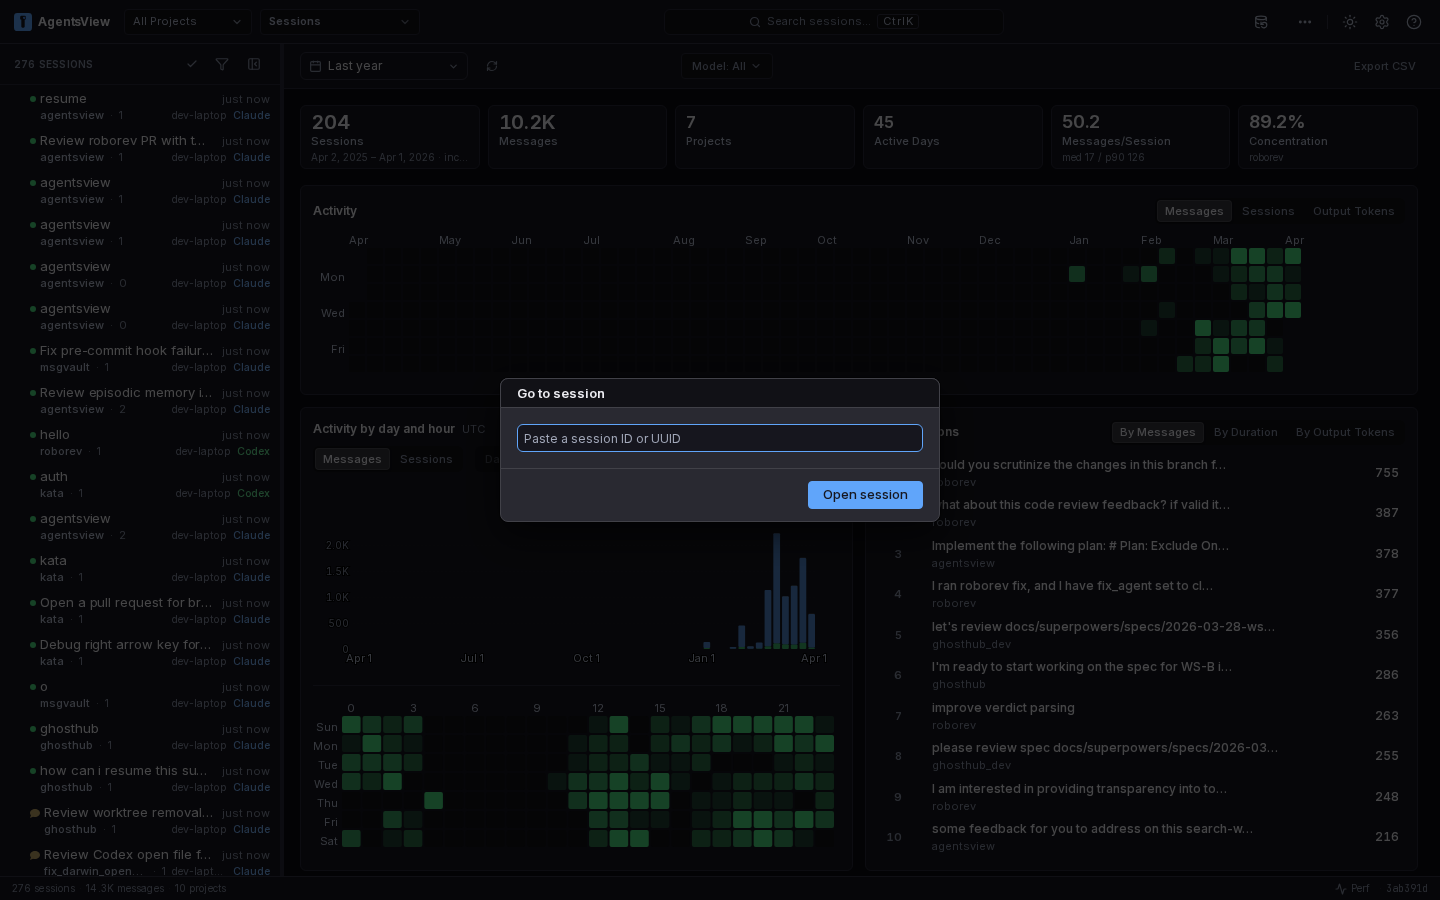 AgentsView
All Projects
Sessions
Search sessions... CtrlK
276 SESSIONS
resume just now
agentsview · 1 dev-laptop Claude
Review roborev PR with t... just now
agentsview · 1 dev-laptop Claude
agentsview just now
agentsview · 1 dev-laptop Claude
agentsview just now
agentsview · 1 dev-laptop Claude
agentsview just now
agentsview · 0 dev-laptop Claude
agentsview just now
agentsview · 0 dev-laptop Claude
Fix pre-commit hook failur... just now
msgvault · 1 dev-laptop Claude
Review episodic memory i... just now
agentsview · 2 dev-laptop Claude
hello just now
roborev · 1 dev-laptop Codex
auth just now
kata · 1 dev-laptop Codex
agentsview just now
agentsview · 2 dev-laptop Claude
kata just now
kata · 1 dev-laptop Claude
Open a pull request for br... just now
kata · 1 dev-laptop Claude
Debug right arrow key for... just now
kata · 1 dev-laptop Claude
o just now
msgvault · 1 dev-laptop Claude
ghosthub just now
ghosthub · 1 dev-laptop Claude
how can i resume this su... just now
ghosthub · 1 dev-laptop Claude
Review worktree removal... just now
ghosthub · 1 dev-laptop Claude
Review Codex open file f... just now
fix_darwin_open... · 1 dev-lapt... Claude
Last year
Model: All
Export CSV
204
Sessions
Apr 2, 2025 – Apr 1, 2026 · inc...
10.2K
Messages
7
Projects
45
Active Days
50.2
Messages/Session
med 17 / p90 126
89.2%
Concentration
roborev
Activity
Messages Sessions Output Tokens
Apr May Jun Jul Aug Sep Oct Nov Dec Jan Feb Mar Apr
Mon
Wed
Fri
Go to session
Paste a session ID or UUID
Open session
Activity by day and hour UTC
Messages Sessions Da
2.0K
1.5K
1.0K
500
0
Apr 1 Jul 1 Oct 1 Jan 1 Apr 1
0 3 6 9 12 15 18 21
Sun
Mon
Tue
Wed
Thu
Fri
Sat
ons
By Messages By Duration By Output Tokens
ould you scrutinize the changes in this branch f... 755
oborev
what about this code review feedback? if valid it... 387
roborev
3 Implement the following plan: # Plan: Exclude On... 378
agentsview
4 I ran roborev fix, and I have fix_agent set to cl... 377
roborev
5 let's review docs/superpowers/specs/2026-03-28-ws... 356
ghosthub_dev
6 I'm ready to start working on the spec for WS-B i... 286
ghosthub
7 improve verdict parsing 263
roborev
8 please review spec docs/superpowers/specs/2026-03... 255
ghosthub_dev
9 I am interested in providing transparency into to... 248
roborev
10 some feedback for you to address on this search-w... 216
agentsview
276 sessions 14.3K messages 10 projects
Perf 3ab391d